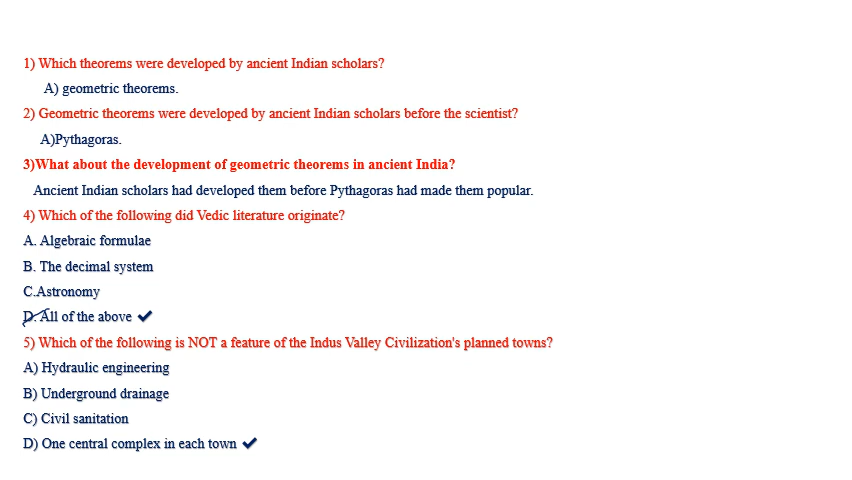 1) Which theorems were developed by ancient Indian scholars?
A) geometric theorems.
2) Geometric theorems were developed by ancient Indian scholars before the scientist?
A)Pythagoras.
3)What about the development of geometric theorems in ancient India?
Ancient Indian scholars had developed them before Pythagoras had made them popular.
4) Which of the following did Vedic literature originate?
A. Algebraic formulae
B. The decimal system
C.Astronomy
D. All of the above ✔
5) Which of the following is NOT a feature of the Indus Valley Civilization's planned towns?
A) Hydraulic engineering
B) Underground drainage
C) Civil sanitation
D) One central complex in each town ✔